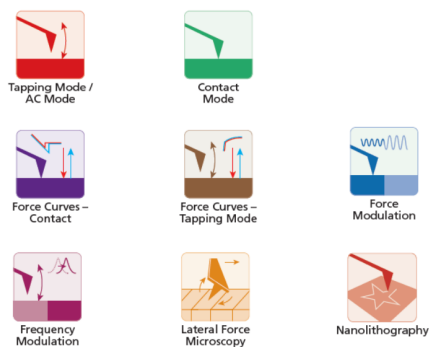 Tapping Mode /
AC Mode
Contact
Mode
Force Curves –
Contact
Force Curves –
Tapping Mode
Force
Modulation
Frequency
Modulation
Lateral Force
Microscopy
Nanolithography